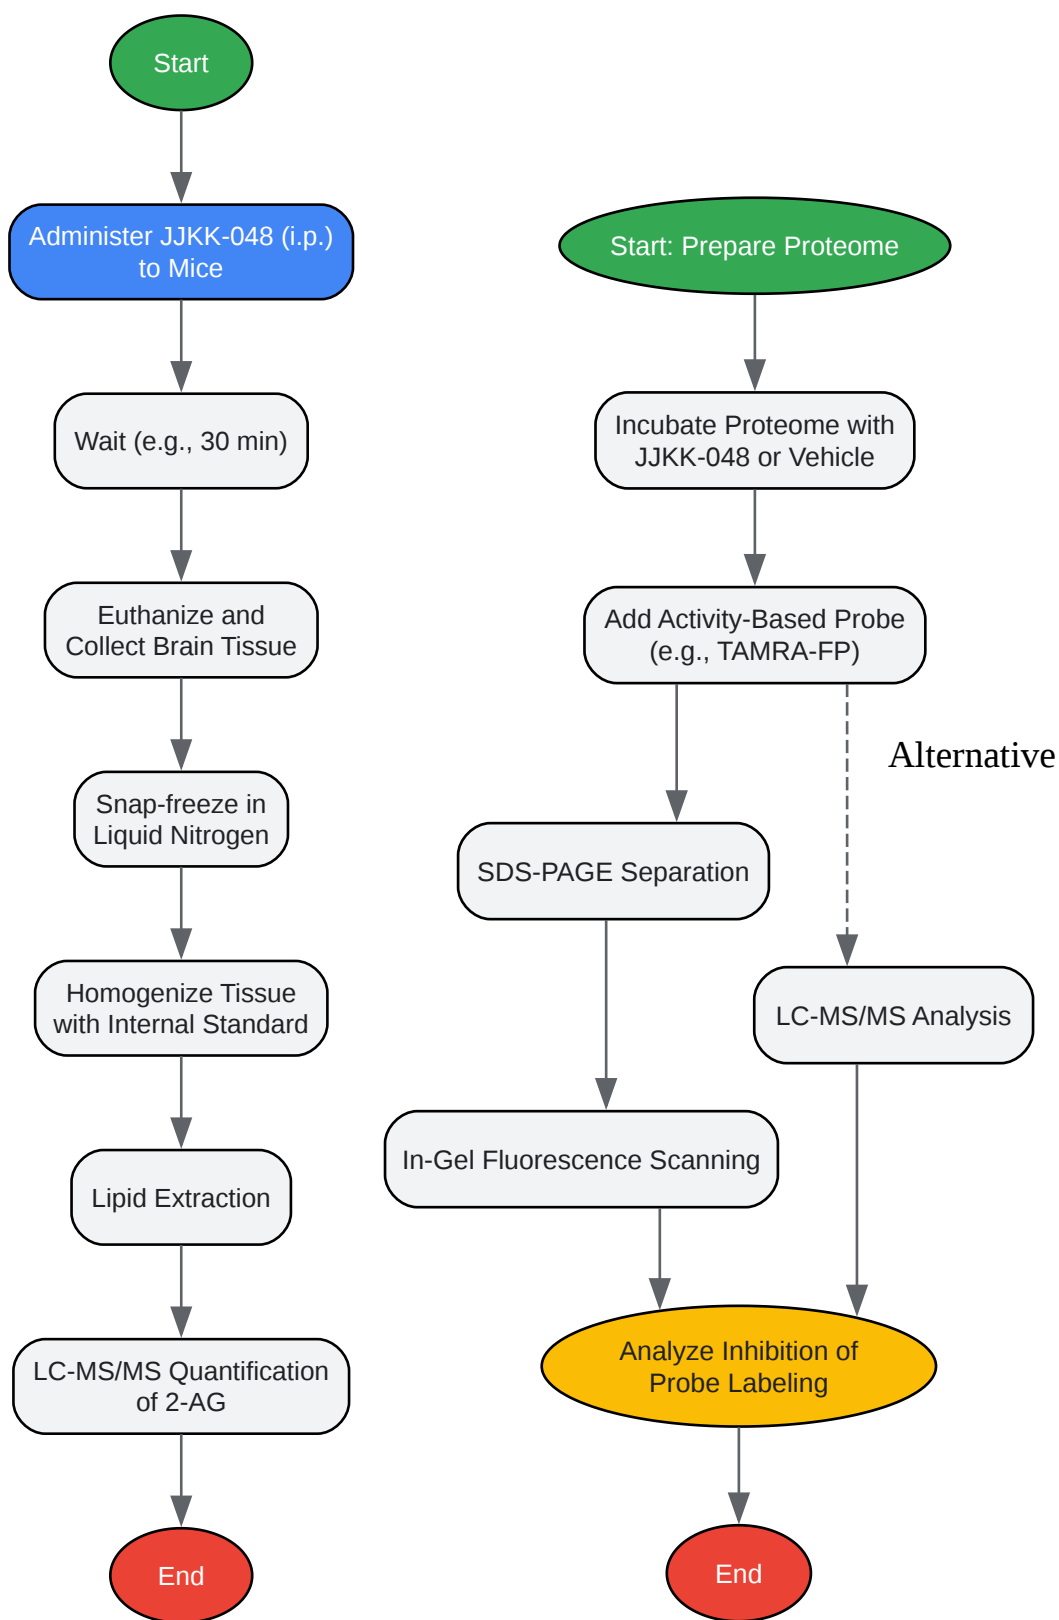 Start
Administer JJKK-048 (i.p.)
to Mice
Wait (e.g., 30 min)
Euthanize and
Collect Brain Tissue
Snap-freeze in
Liquid Nitrogen
Homogenize Tissue
with Internal Standard
Lipid Extraction
LC-MS/MS Quantification
of 2-AG
End
Start: Prepare Proteome
Incubate Proteome with
JJKK-048 or Vehicle
Add Activity-Based Probe
(e.g., TAMRA-FP)
Alternative
SDS-PAGE Separation
LC-MS/MS Analysis
In-Gel Fluorescence Scanning
Analyze Inhibition of
Probe Labeling
End